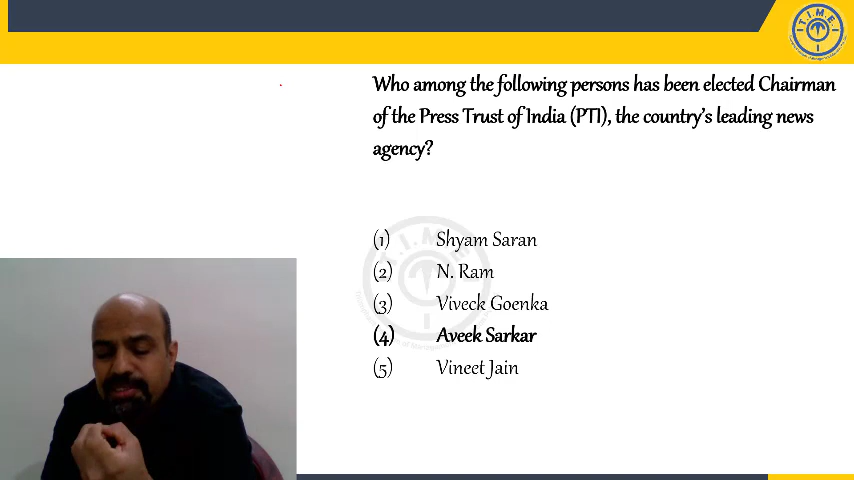 T.I.M.E.
Who among the following persons has been elected Chairman
of the Press Trust of India (PTI), the country's leading news
agency?
(1) Shyam Saran
(2) N. Ram
(3) Viveck Goenka
(4) Aveek Sarkar
(5) Vineet Jain